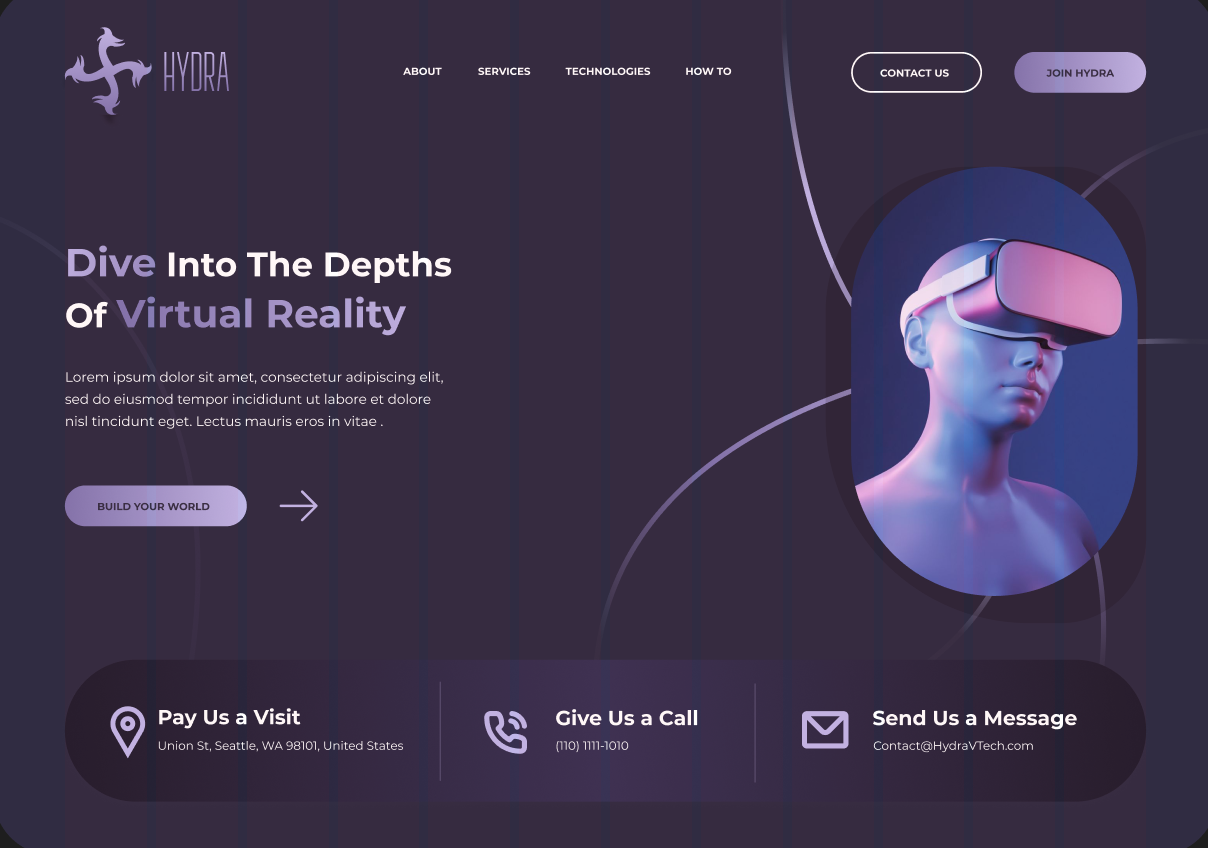 HYDRA
ABOUT SERVICES TECHNOLOGIES HOW TO
CONTACT US
JOIN HYDRA
Dive Into The Depths
Of Virtual Reality
Lorem ipsum dolor sit amet, consectetur adipiscing elit,
sed do eiusmod tempor incididunt ut labore et dolore
nisl tincidunt eget. Lectus mauris eros in vitae .
BUILD YOUR WORLD
Pay Us a Visit
Union St, Seattle, WA 98101, United States
Give Us a Call
(110) 1111-1010
Send Us a Message
Contact@HydraVTech.com